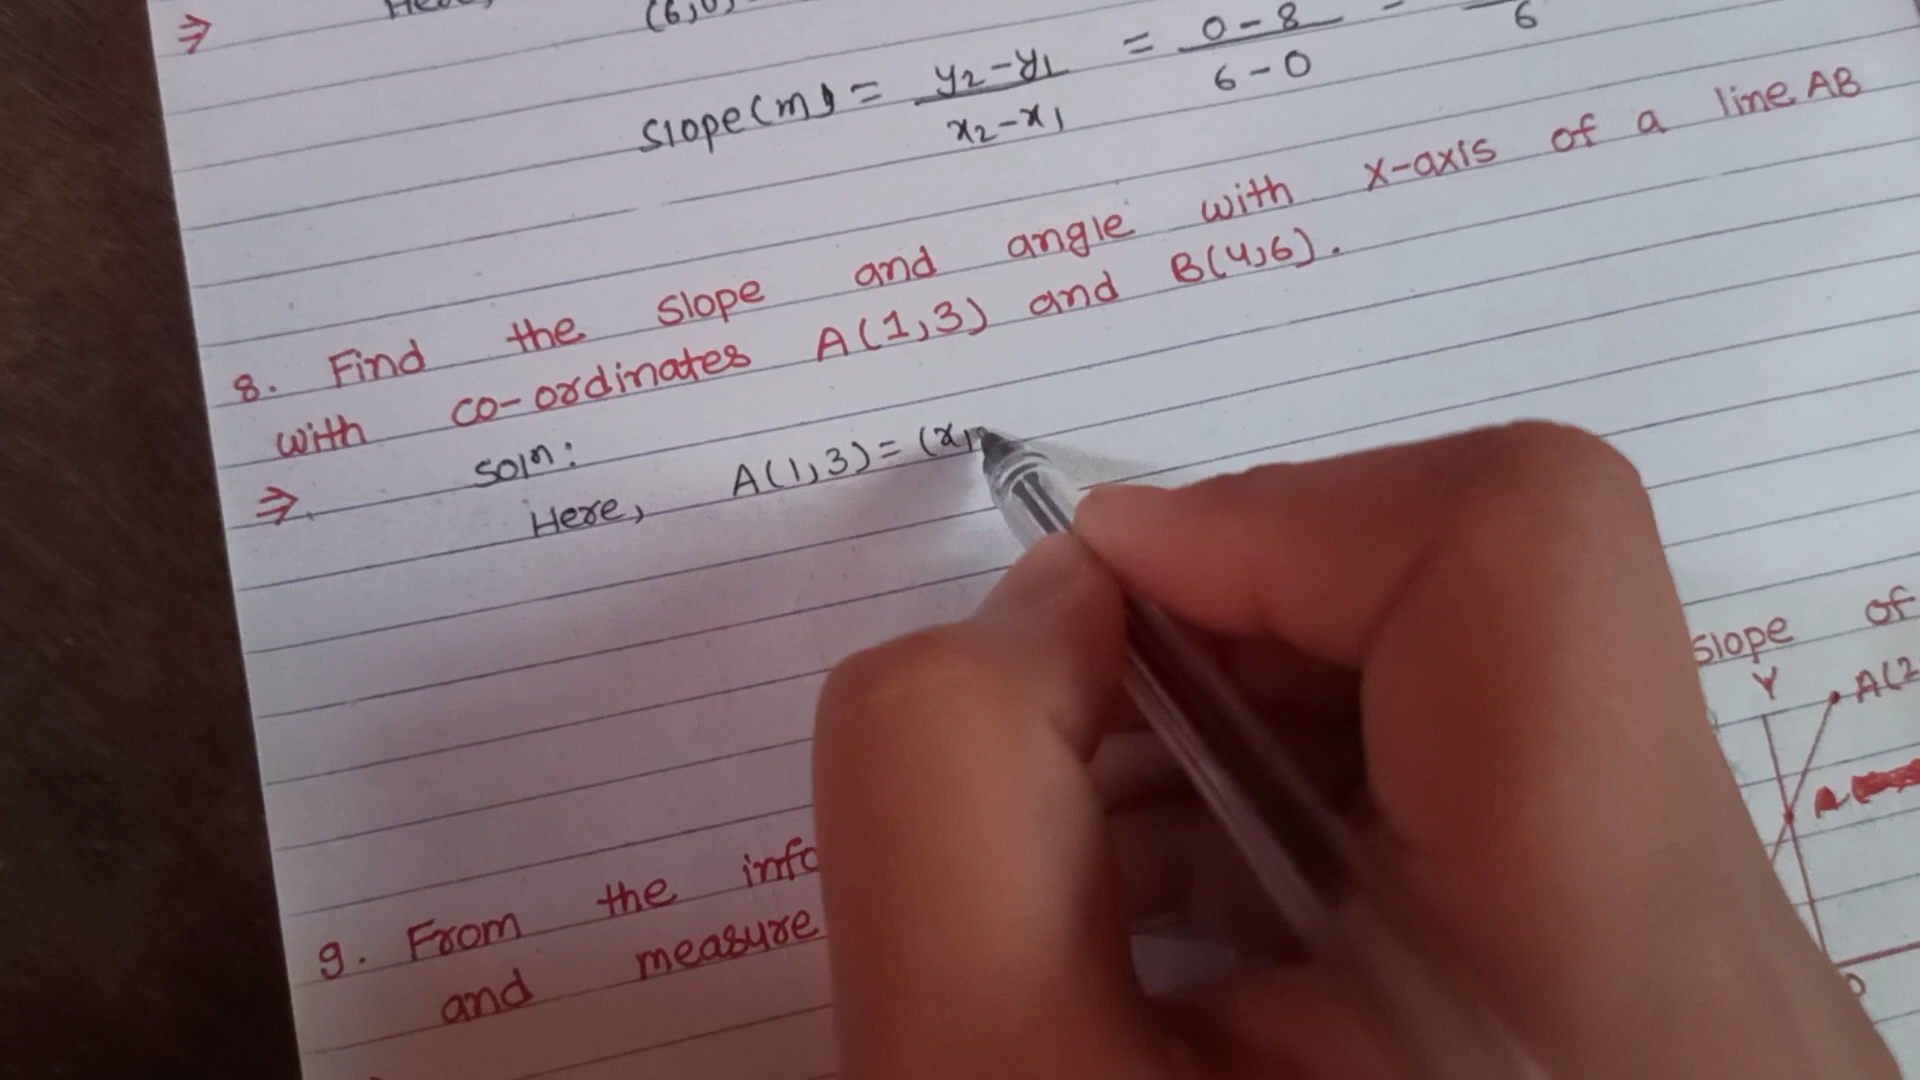 ⇒ Here, (6,0)
Slope(m) = y₂-y₁ / x₂-x₁ = 0-8 / 6-0 = / 6
8. Find the slope and angle with x-axis of a line AB
with co-ordinates A(1,3) and B(4,6).
⇒ Soln:
Here, A(1,3) = (x₁
9. From the
slope of
and measure
Y
A(2